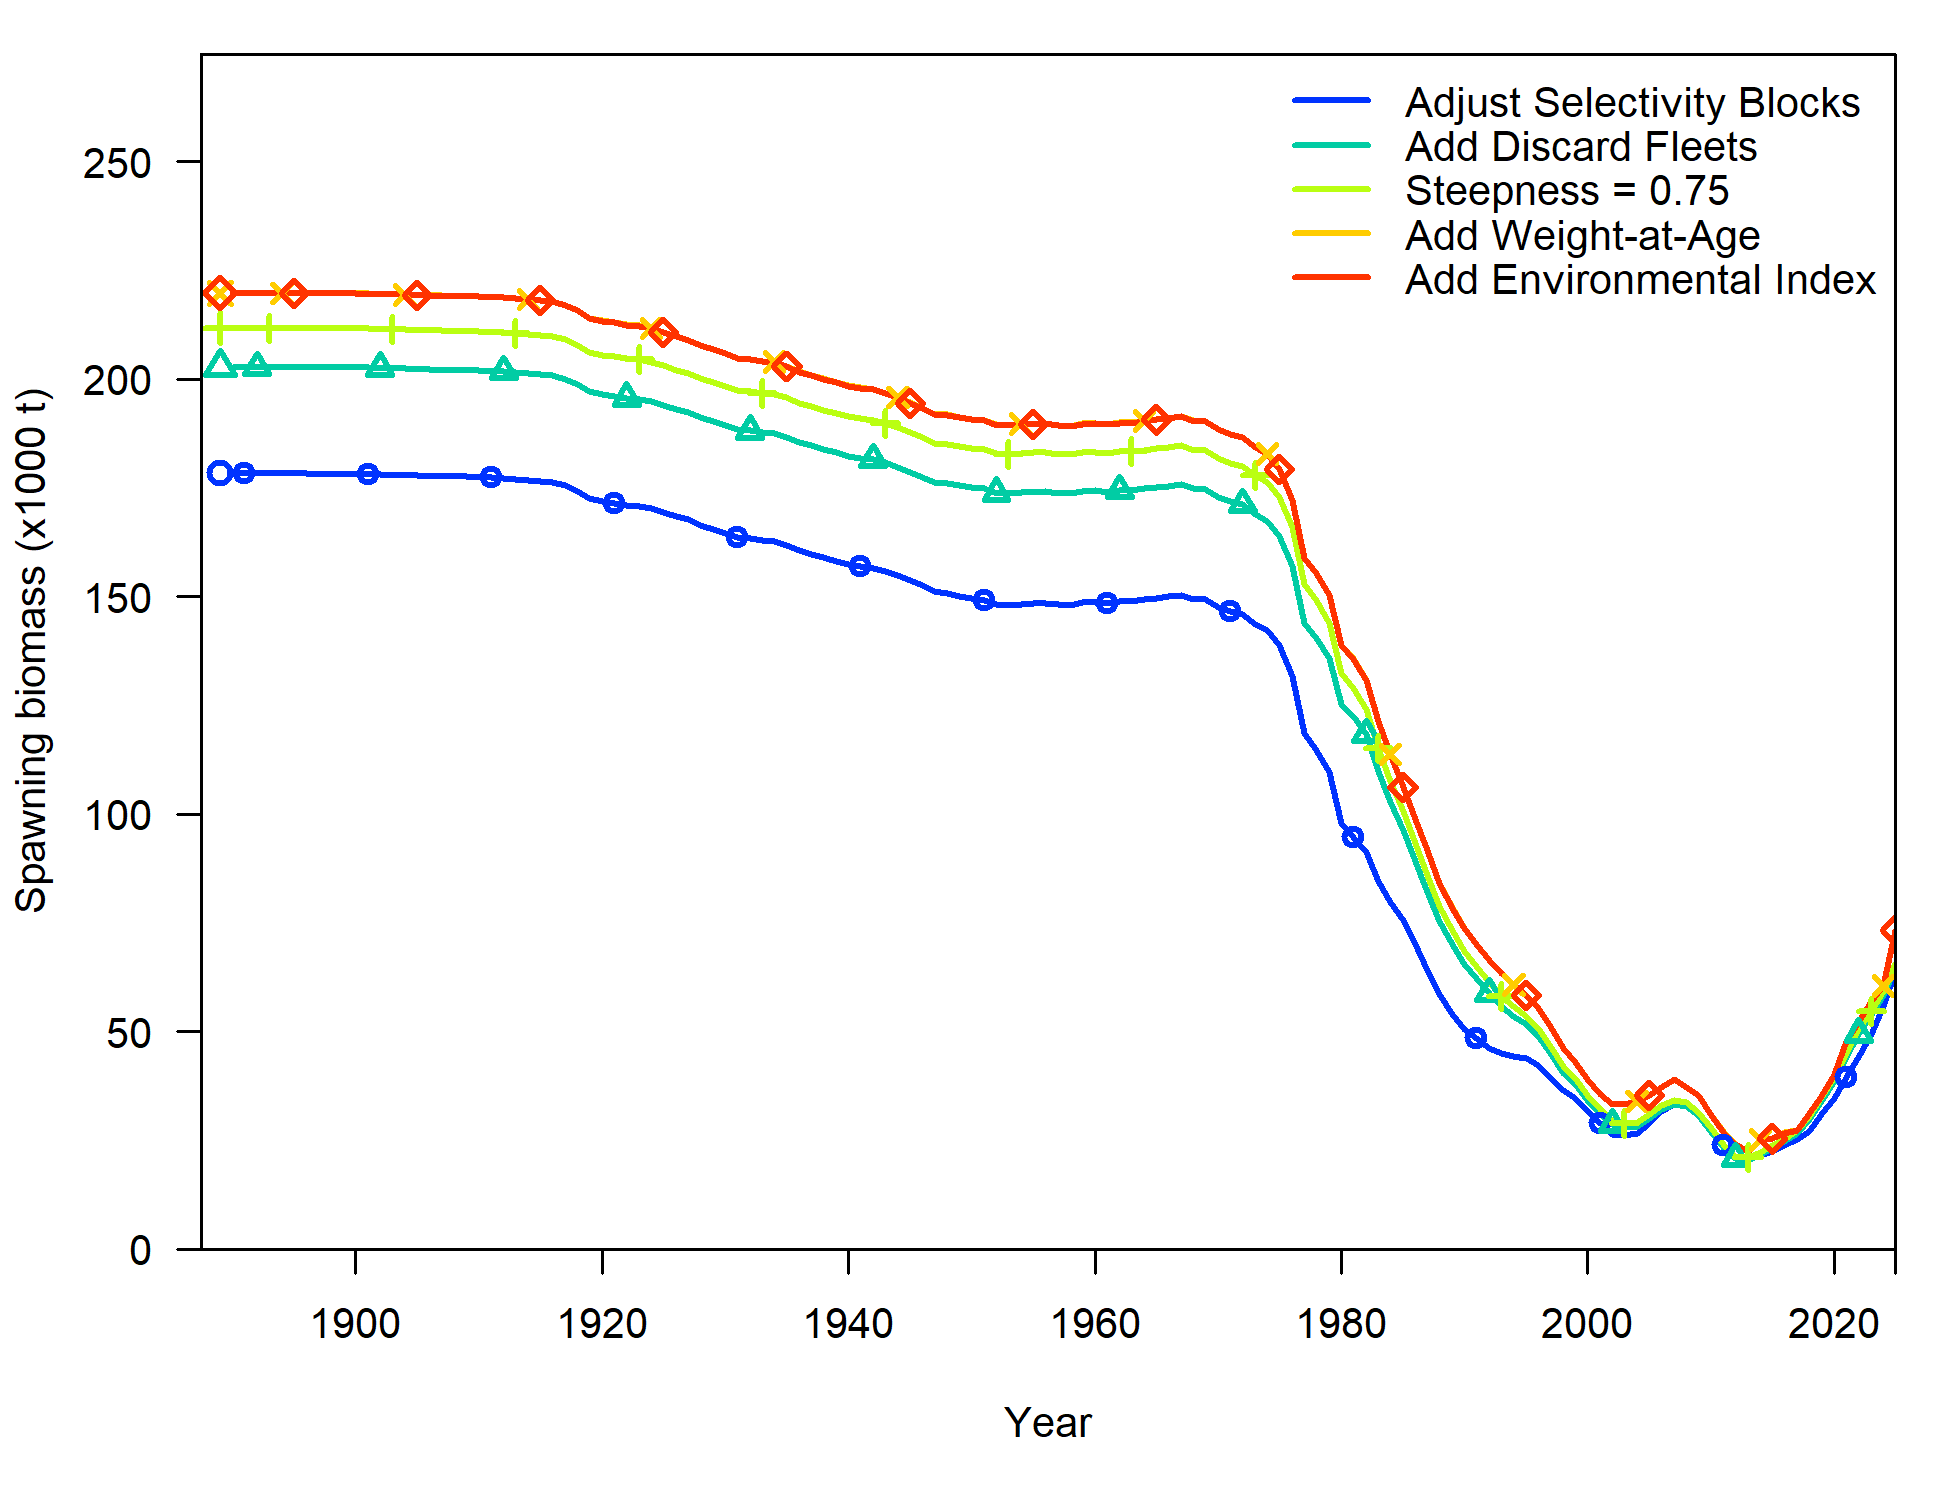 Adjust Selectivity Blocks
Add Discard Fleets
Steepness = 0.75
Add Weight-at-Age
Add Environmental Index
Spawning biomass (x1000 t)
250
200
150
100
50
0
1900 1920 1940 1960 1980 2000 2020
Year